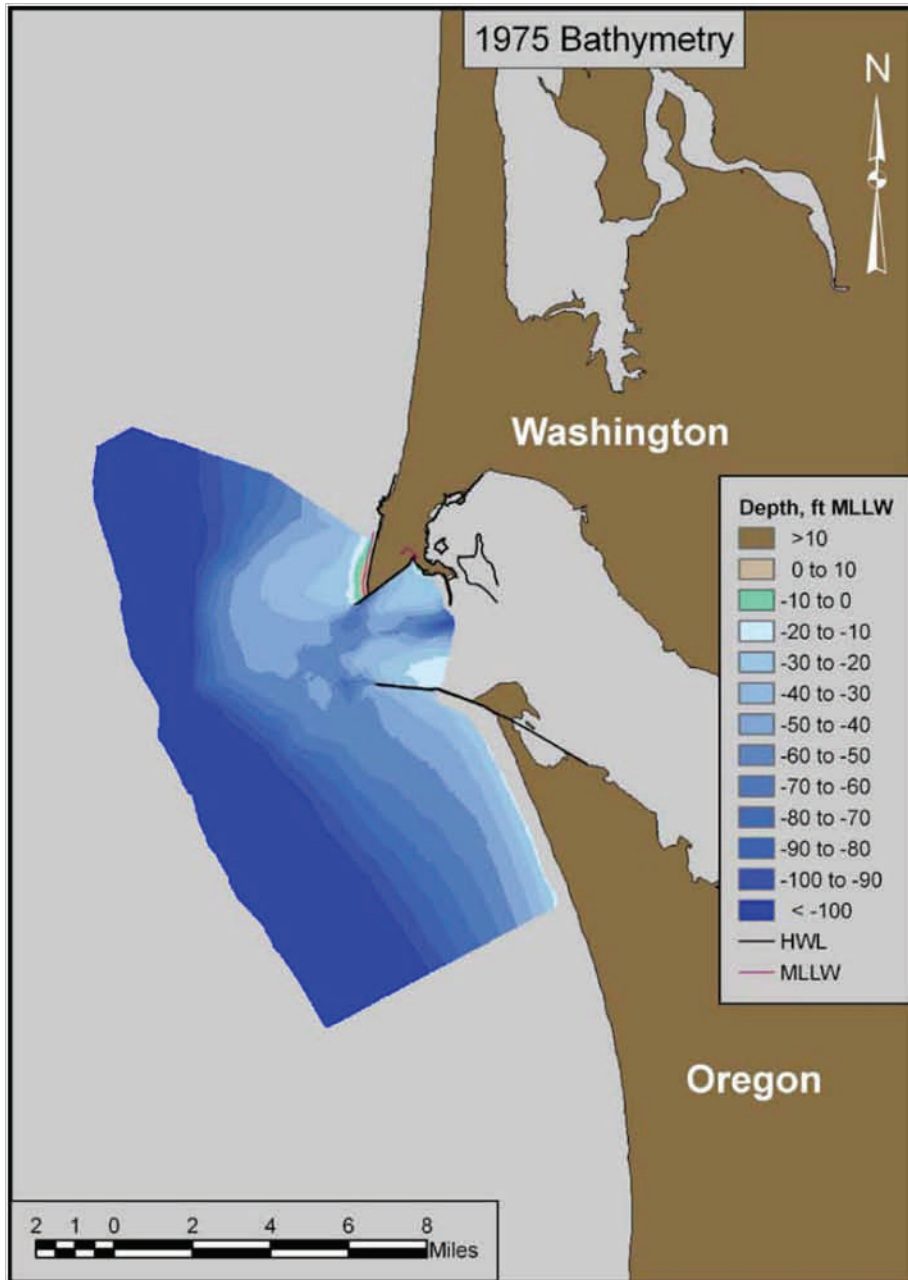 1975 Bathymetry
N
Washington
Depth, ft MLLW
>10
0 to 10
-10 to 0
-20 to -10
-30 to -20
-40 to -30
-50 to -40
-60 to -50
-70 to -60
-80 to -70
-90 to -80
-100 to -90
< -100
HWL
MLLW
Oregon
2 1 0 2 4 6 8
Miles